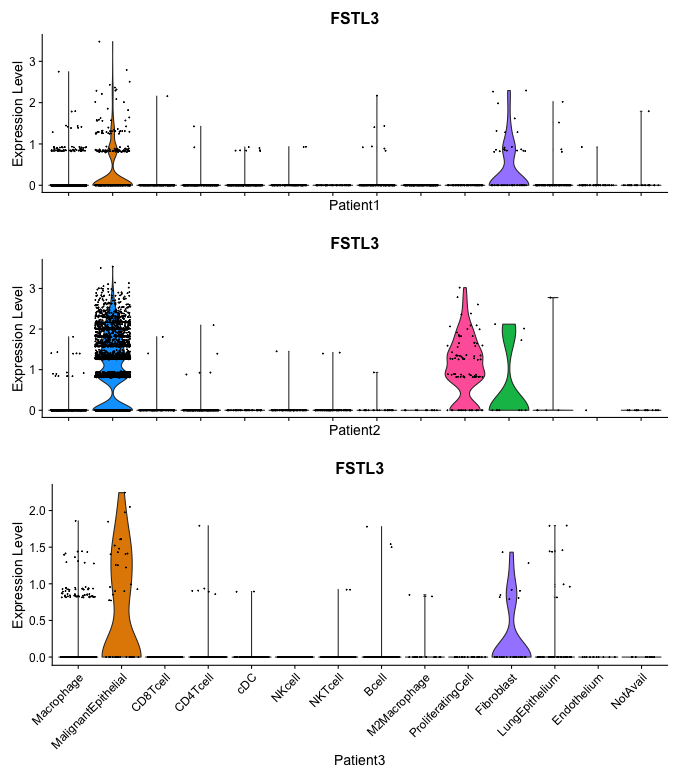 FSTL3
Expression Level
3
2
1
0
Patient1
FSTL3
Expression Level
3
2
1
0
Patient2
FSTL3
Expression Level
2.0
1.5
1.0
0.5
0.0
Macrophage
MalignantEpithelial
CD8Tcell
CD4Tcell
cDC
NKcell
NKTcell
Bcell
M2Macrophage
ProliferatingCell
Fibroblast
LungEpithelium
Endothelium
NotAvail
Patient3